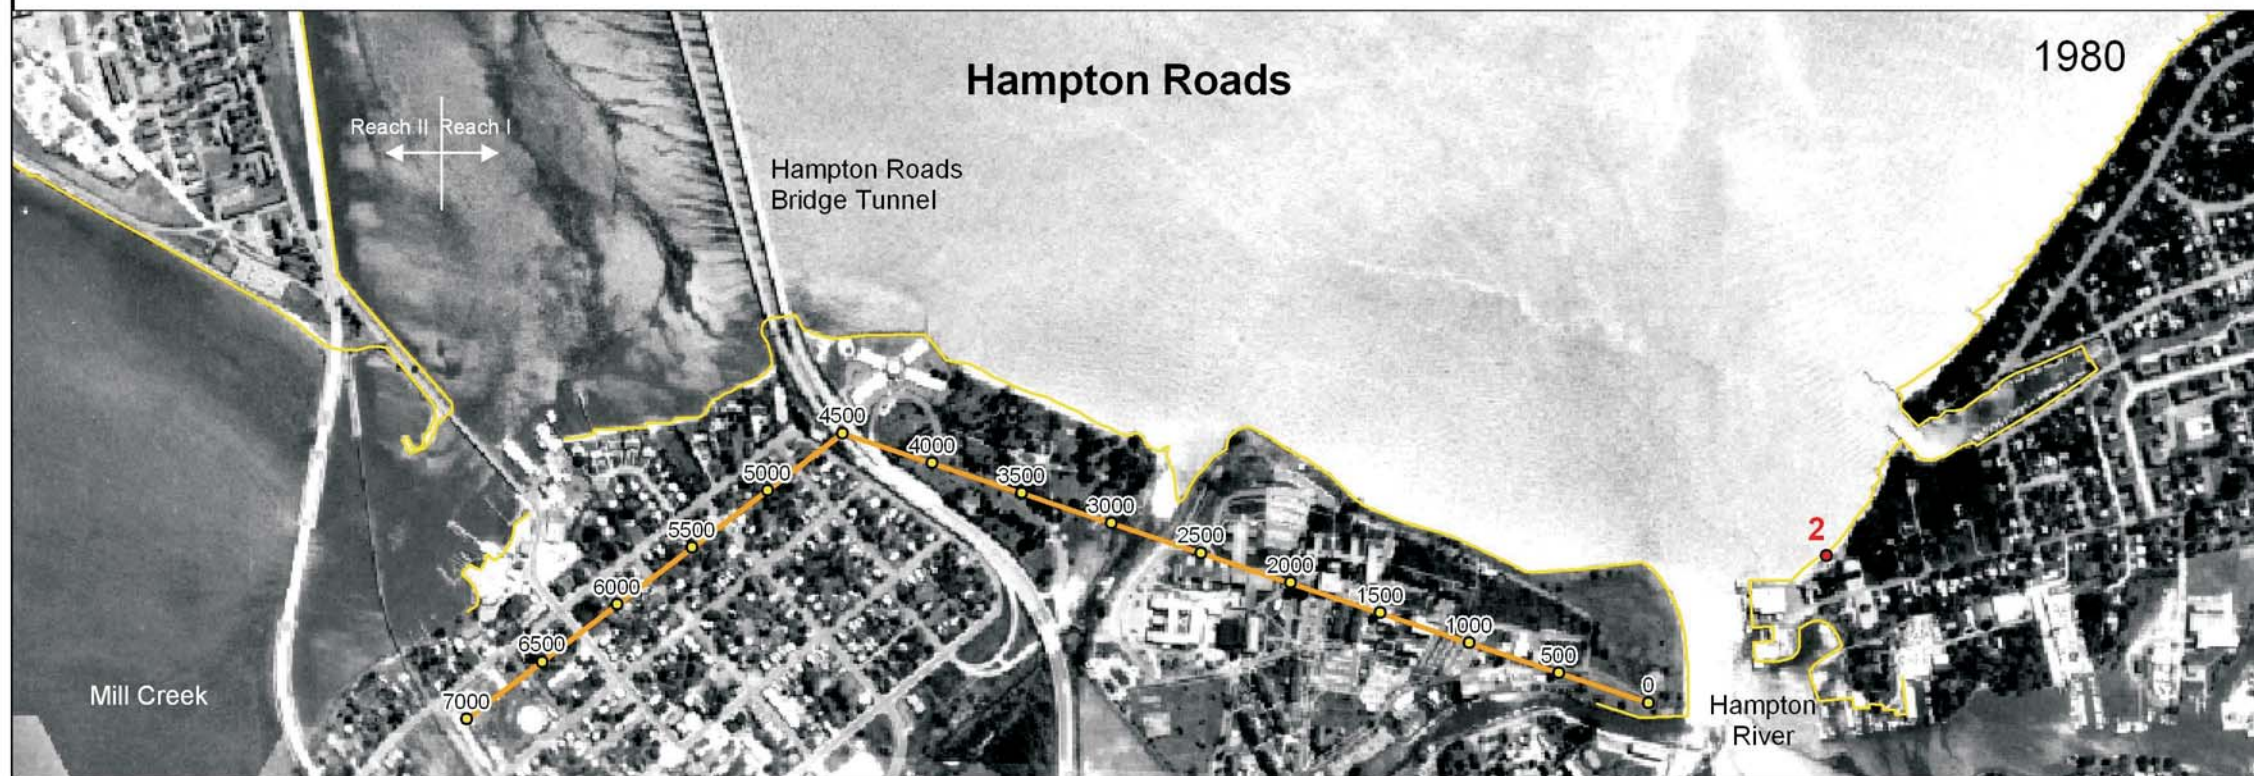 1980
Hampton Roads
Reach II Reach I
Hampton Roads
Bridge Tunnel
4500
4000
5000
3500
3000
5500
2500
2000
6000
1500
1000
6500
500
0
7000
2
Mill Creek
Hampton
River